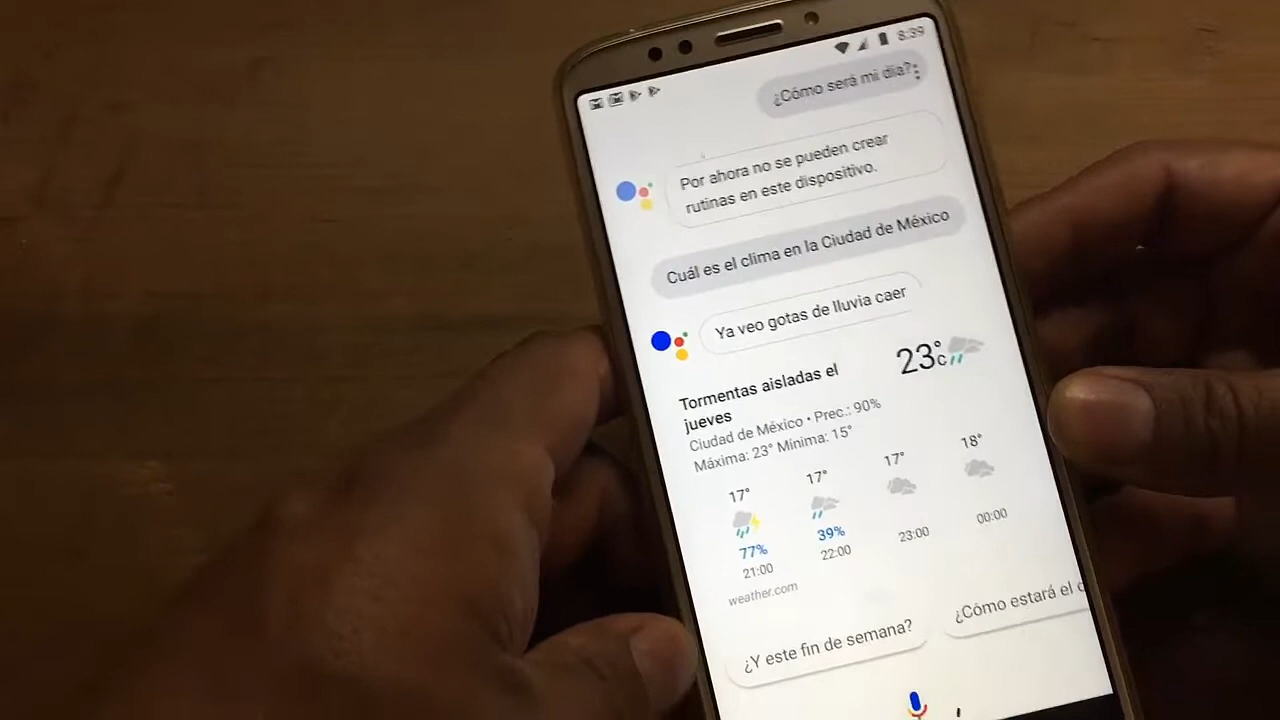 8:39
¿Cómo será mi día?
Por ahora no se pueden crear
rutinas en este dispositivo.
Cuál es el clima en la Ciudad de México
Ya veo gotas de lluvia caer
Tormentas aisladas el
jueves
23°C
Ciudad de México • Prec.: 90%
Máxima: 23° Mínima: 15°
17° 17° 17° 18°
77% 39%
21:00 22:00 23:00 00:00
weather.com
¿Y este fin de semana? ¿Cómo estará el